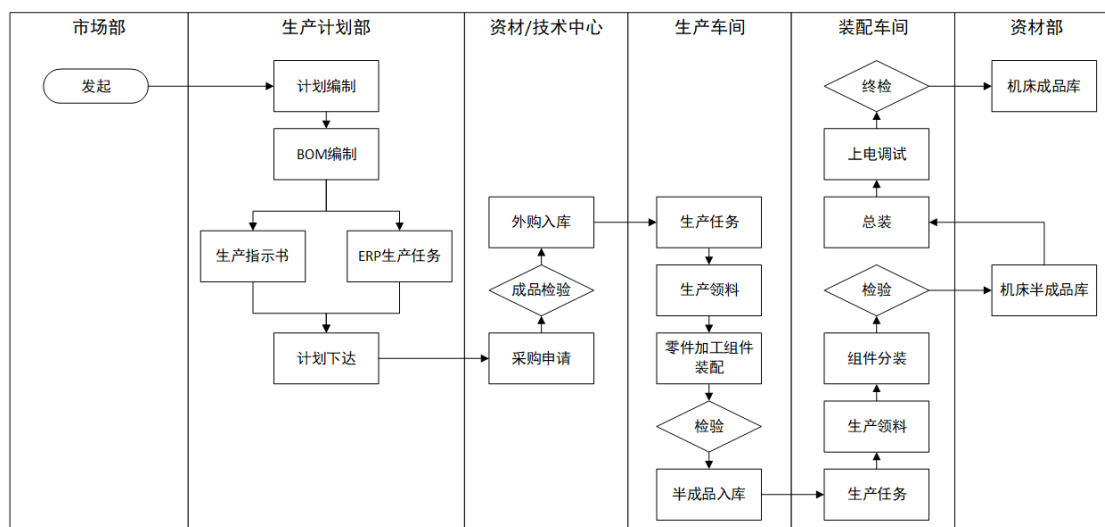 市场部
生产计划部
资材/技术中心
生产车间
装配车间
资材部
发起
计划编制
BOM编制
生产指示书
ERP生产任务
计划下达
外购入库
成品检验
采购申请
生产任务
生产领料
零件加工组件
装配
检验
半成品入库
终检
上电调试
总装
检验
组件分装
生产领料
生产任务
机床成品库
机床半成品库